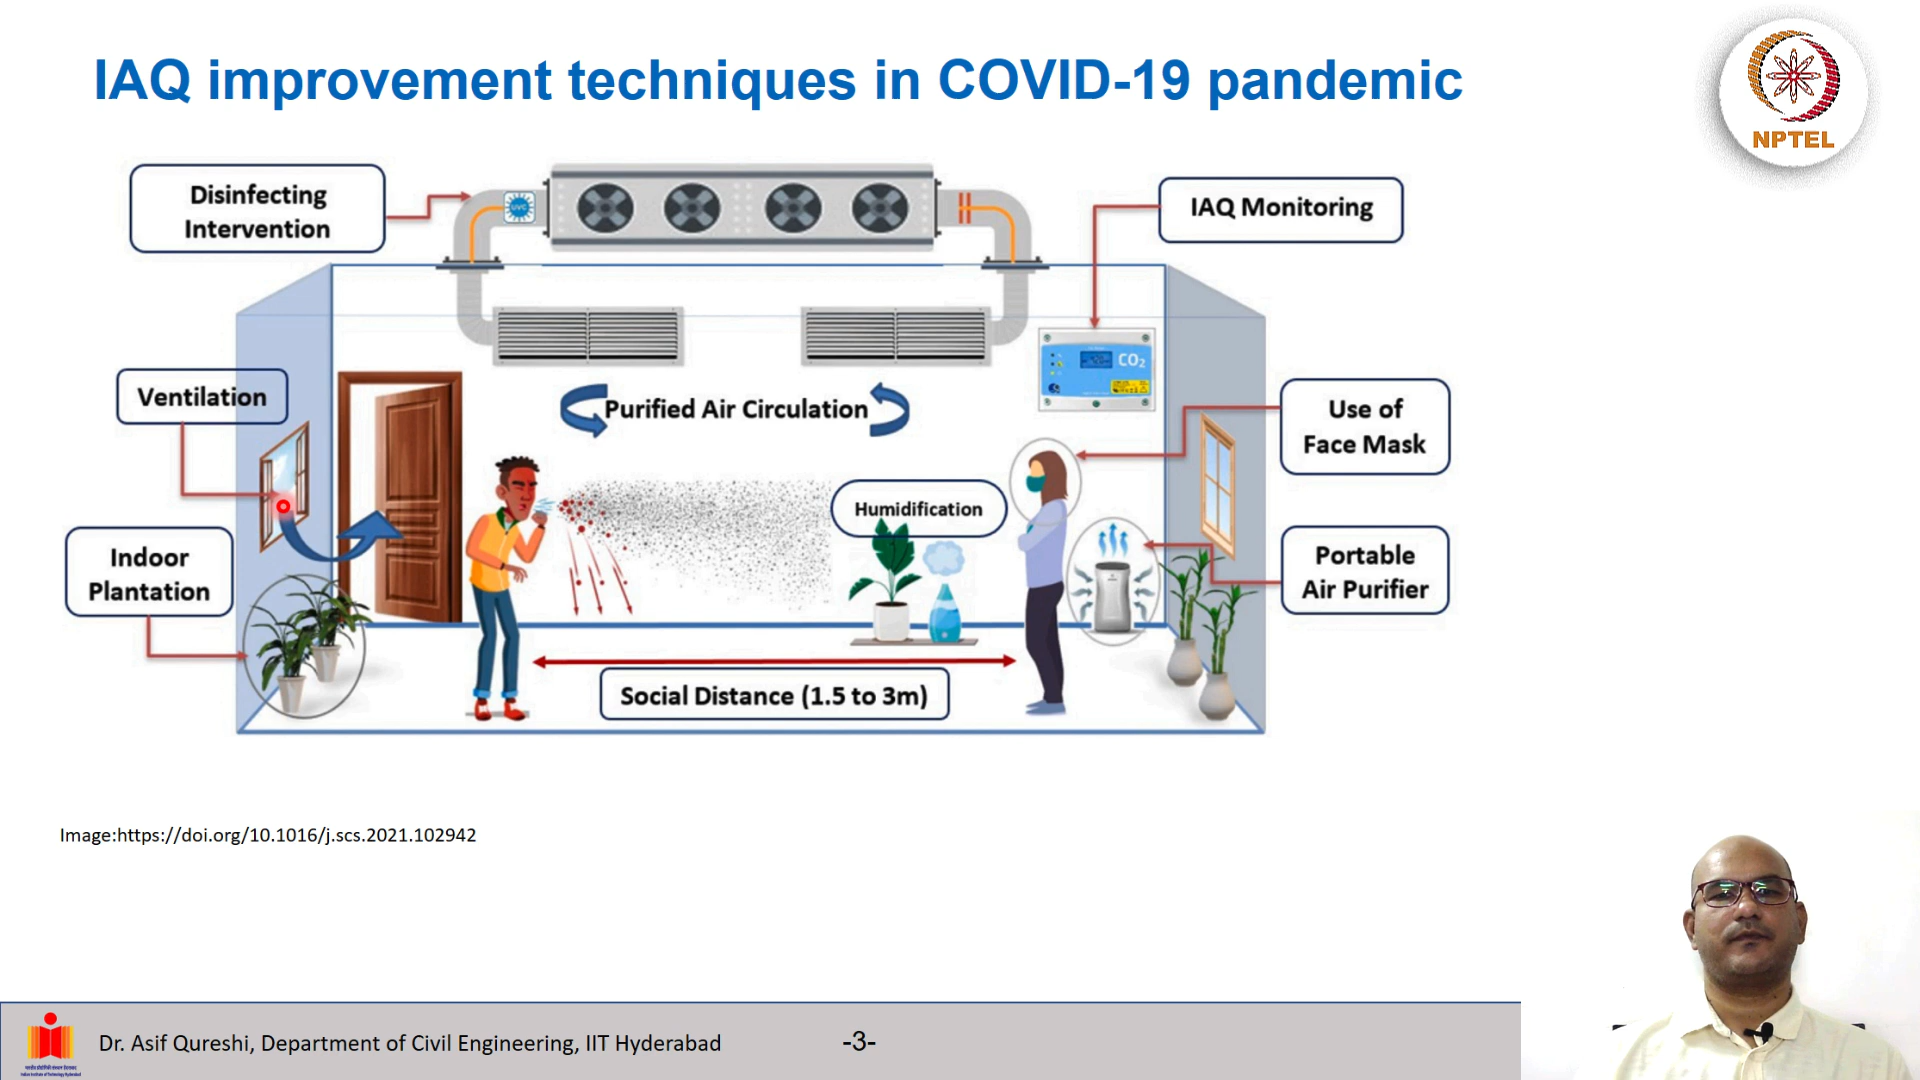 IAQ improvement techniques in COVID-19 pandemic
NPTEL
Disinfecting
Intervention
UVC
IAQ Monitoring
CO2
Ventilation
Purified Air Circulation
Use of
Face Mask
Humidification
Indoor
Plantation
Portable
Air Purifier
Social Distance (1.5 to 3m)
Image:https://doi.org/10.1016/j.scs.2021.102942
Dr. Asif Qureshi, Department of Civil Engineering, IIT Hyderabad
-3-